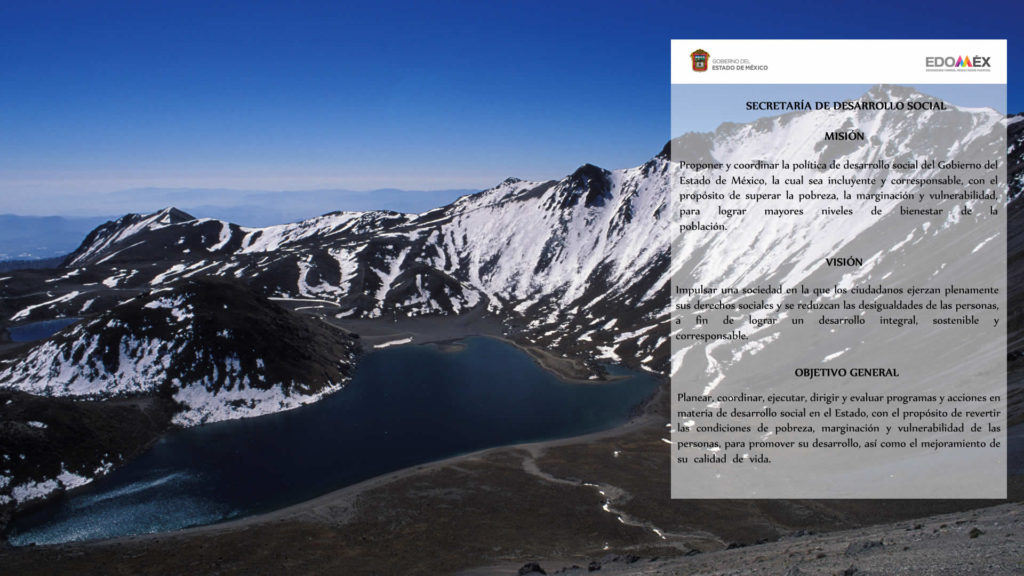 GOBIERNO DEL
ESTADO DE MÉXICO
EDOMÉX
SECRETARÍA DE DESARROLLO SOCIAL
MISIÓN
Proponer y coordinar la política de desarrollo social del Gobierno del
Estado de México, la cual sea incluyente y corresponsable, con el
propósito de superar la pobreza, la marginación y vulnerabilidad,
para lograr mayores niveles de bienestar de la
población.
VISIÓN
Impulsar una sociedad en la que los ciudadanos ejerzan plenamente
sus derechos sociales y se reduzcan las desigualdades de las personas,
a fin de lograr un desarrollo integral, sostenible y
corresponsable.
OBJETIVO GENERAL
Planear, coordinar, ejecutar, dirigir y evaluar programas y acciones en
materia de desarrollo social en el Estado, con el propósito de revertir
las condiciones de pobreza, marginación y vulnerabilidad de las
personas, para promover su desarrollo, así como el mejoramiento de
su calidad de vida.